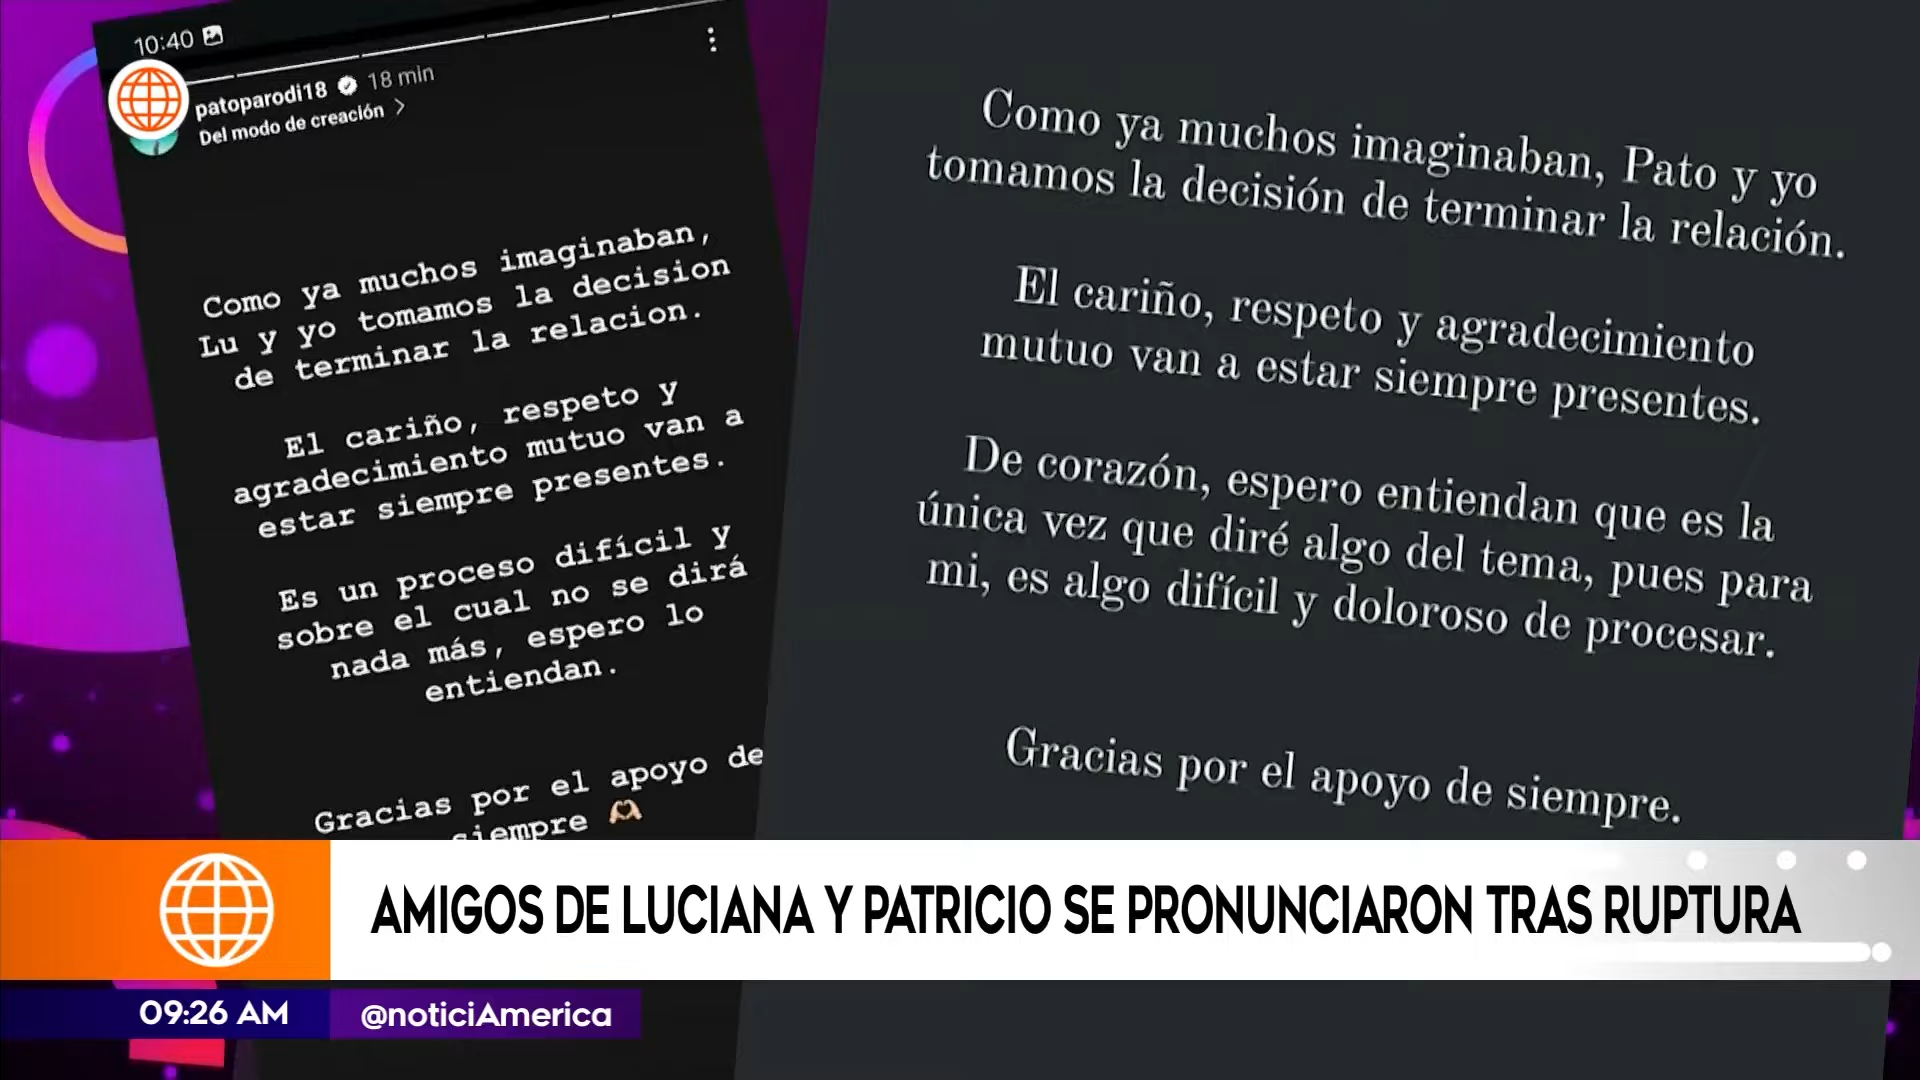 10:40
patoparodi18 18 min
Del modo de creación
Como ya muchos imaginaban,
Lu y yo tomamos la decision
de terminar la relacion.
El cariño, respeto y
agradecimiento mutuo van a
estar siempre presentes.
Es un proceso difícil y
sobre el cual no se dirá
nada más, espero lo
entiendan.
Gracias por el apoyo de
siempre
Como ya muchos imaginaban, Pato y yo
tomamos la decisión de terminar la relación.
El cariño, respeto y agradecimiento
mutuo van a estar siempre presentes.
De corazón, espero entiendan que es la
única vez que diré algo del tema, pues para
mi, es algo difícil y doloroso de procesar.
Gracias por el apoyo de siempre.
AMIGOS DE LUCIANA Y PATRICIO SE PRONUNCIARON TRAS RUPTURA
09:26 AM
@noticiAmerica